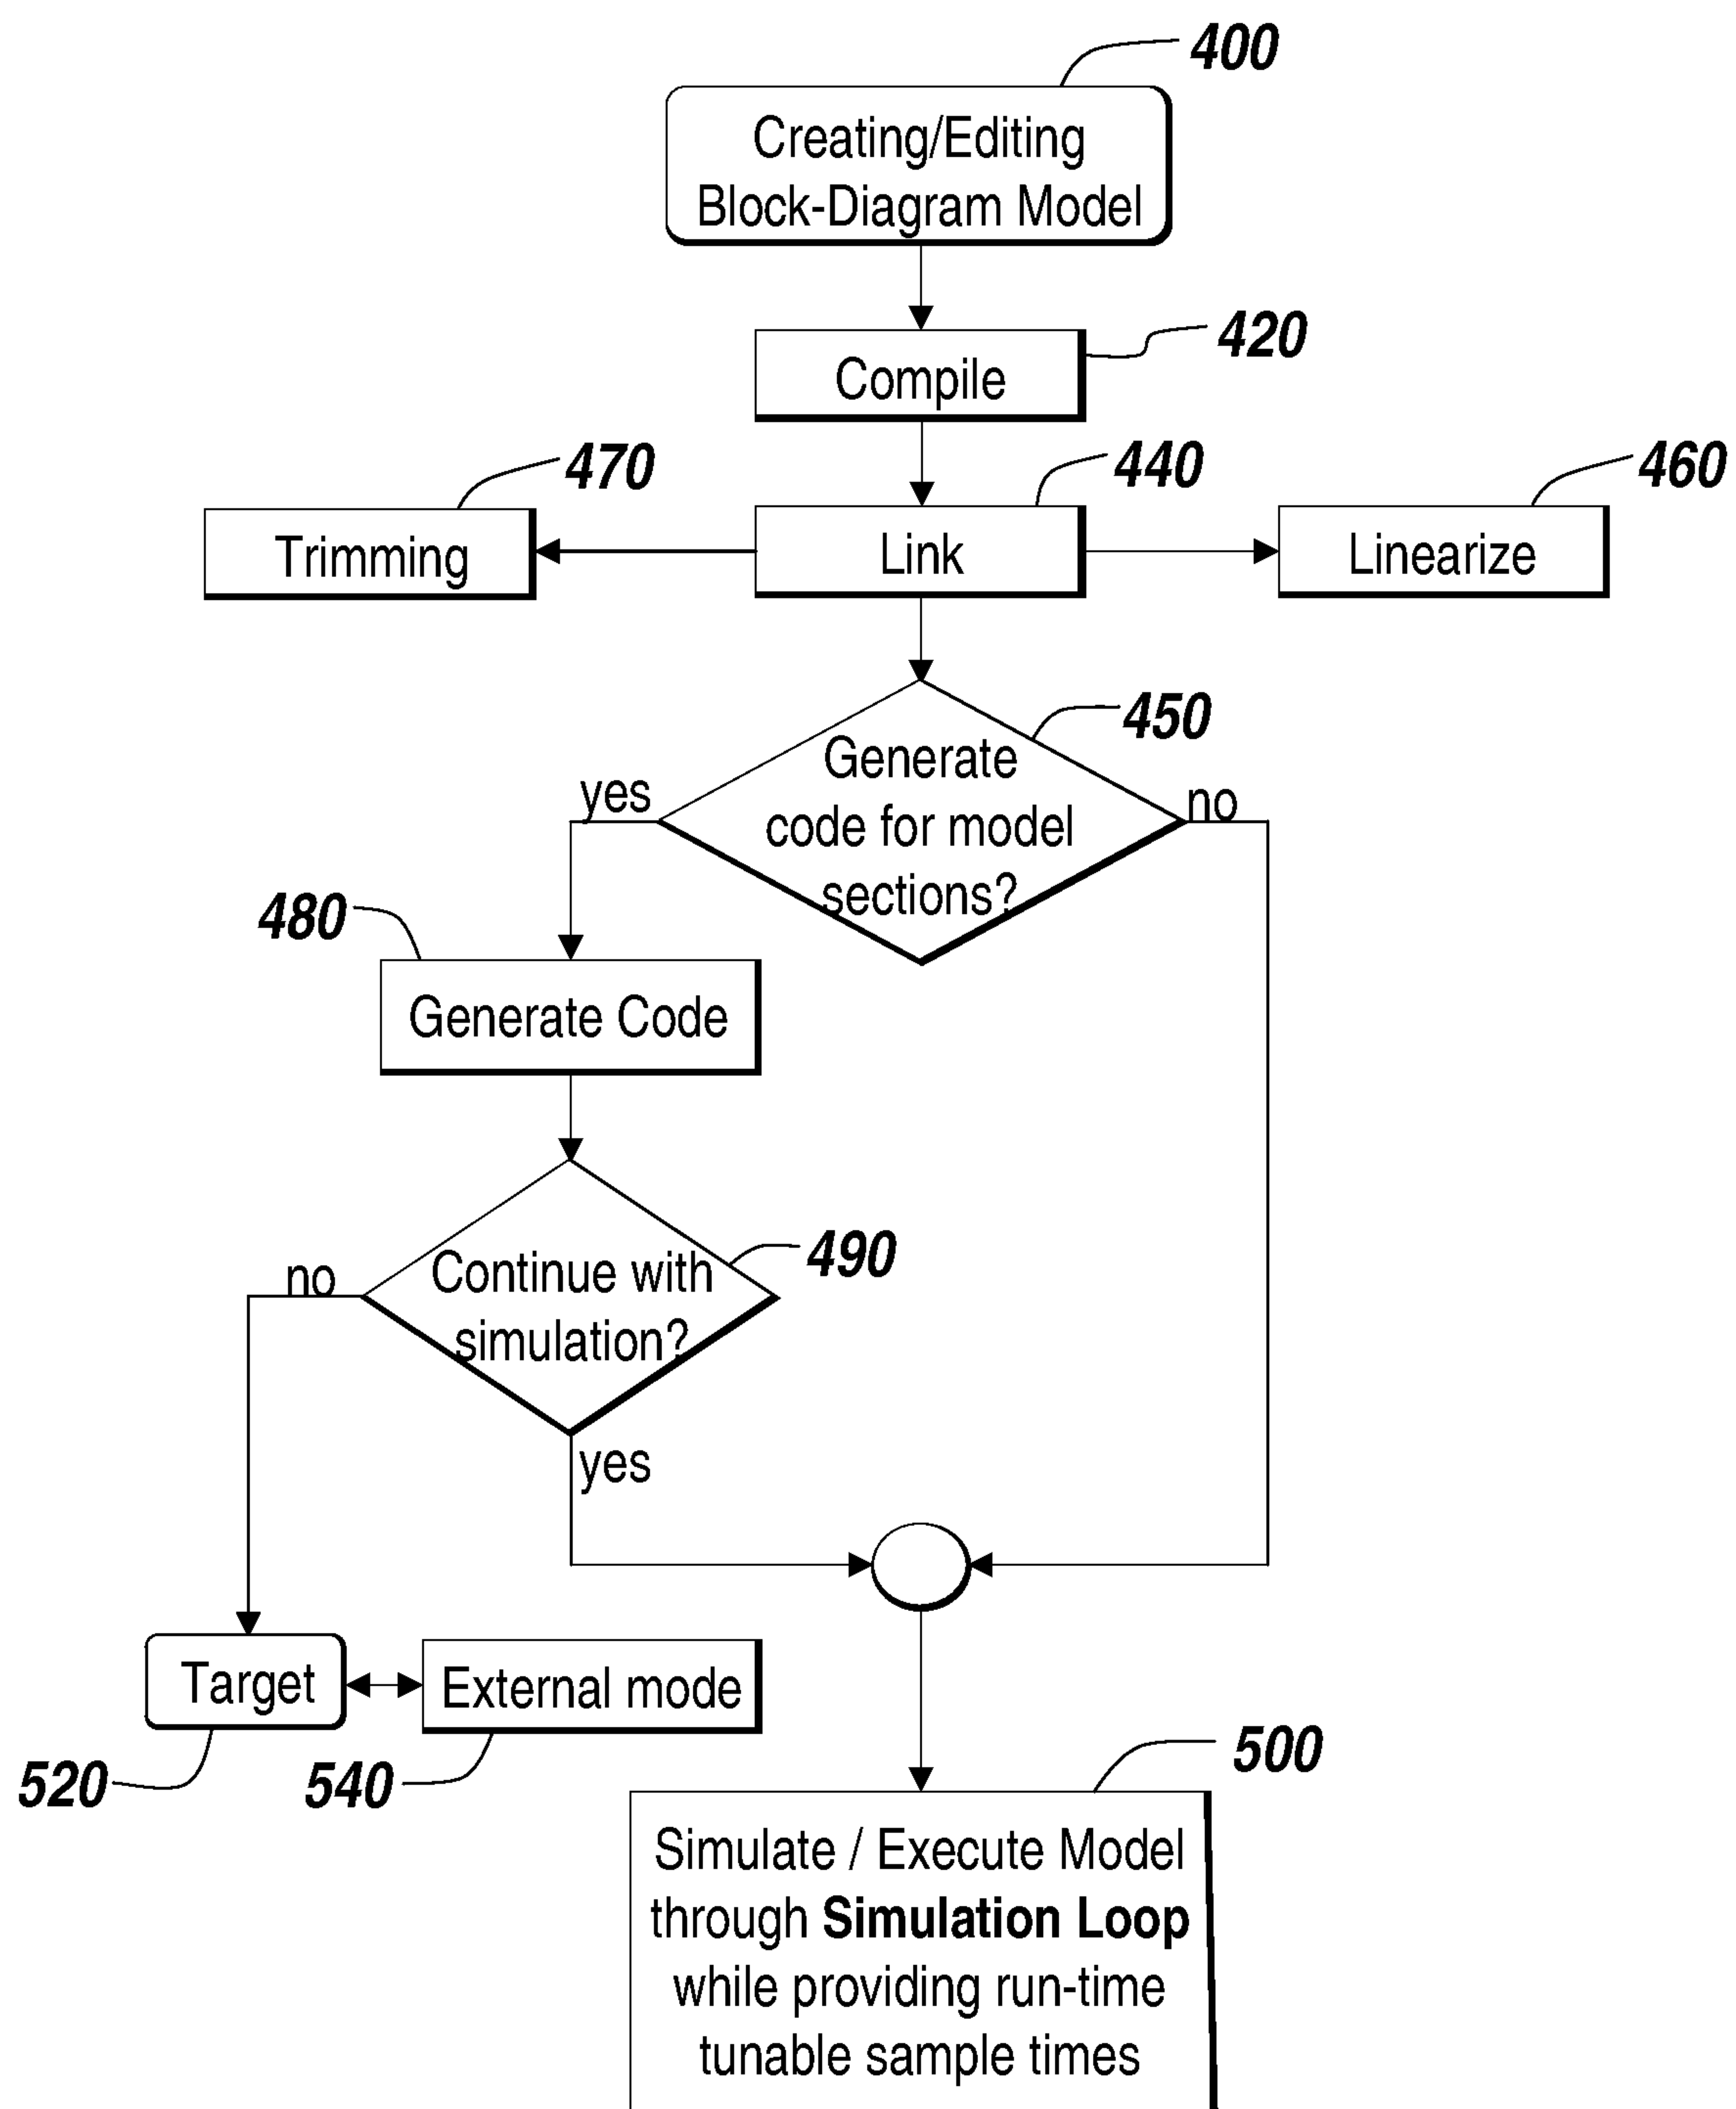 400
Creating/Editing
Block-Diagram Model
420
Compile
470
440
460
Trimming
Link
Linearize
450
Generate
code for model
sections?
yes
no
480
Generate Code
490
Continue with
simulation?
no
yes
Target
External mode
520
540
500
Simulate / Execute Model
through Simulation Loop
while providing run-time
tunable sample times